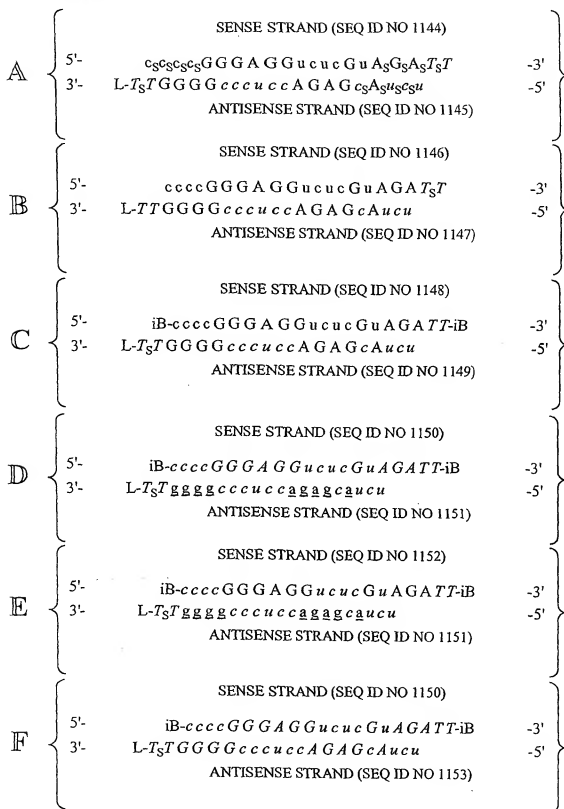 SENSE STRAND (SEQ ID NO 1144)
A 5'- cScScScSGGGAGGucucGuASGSASTST -3'
3'- L-TSTGGGGcccuccAGAGcSASuScSu -5'
ANTISENSE STRAND (SEQ ID NO 1145)
SENSE STRAND (SEQ ID NO 1146)
B 5'- ccccGGGAGGucucGuAGATST -3'
3'- L-TTGGGGcccuccAGAGcAucu -5'
ANTISENSE STRAND (SEQ ID NO 1147)
SENSE STRAND (SEQ ID NO 1148)
C 5'- iB-ccccGGGAGGucucGuAGATT-iB -3'
3'- L-TSTGGGGcccuccAGAGcAucu -5'
ANTISENSE STRAND (SEQ ID NO 1149)
SENSE STRAND (SEQ ID NO 1150)
D 5'- iB-ccccGGGAGGucucGuAGATT-iB -3'
3'- L-TSTggggcccuccagagcaucu -5'
ANTISENSE STRAND (SEQ ID NO 1151)
SENSE STRAND (SEQ ID NO 1152)
E 5'- iB-ccccGGGAGGucucGuAGATT-iB -3'
3'- L-TSTggggcccuccagagcaucu -5'
ANTISENSE STRAND (SEQ ID NO 1151)
SENSE STRAND (SEQ ID NO 1150)
F 5'- iB-ccccGGGAGGucucGuAGATT-iB -3'
3'- L-TSTGGGGcccuccAGAGcAucu -5'
ANTISENSE STRAND (SEQ ID NO 1153)